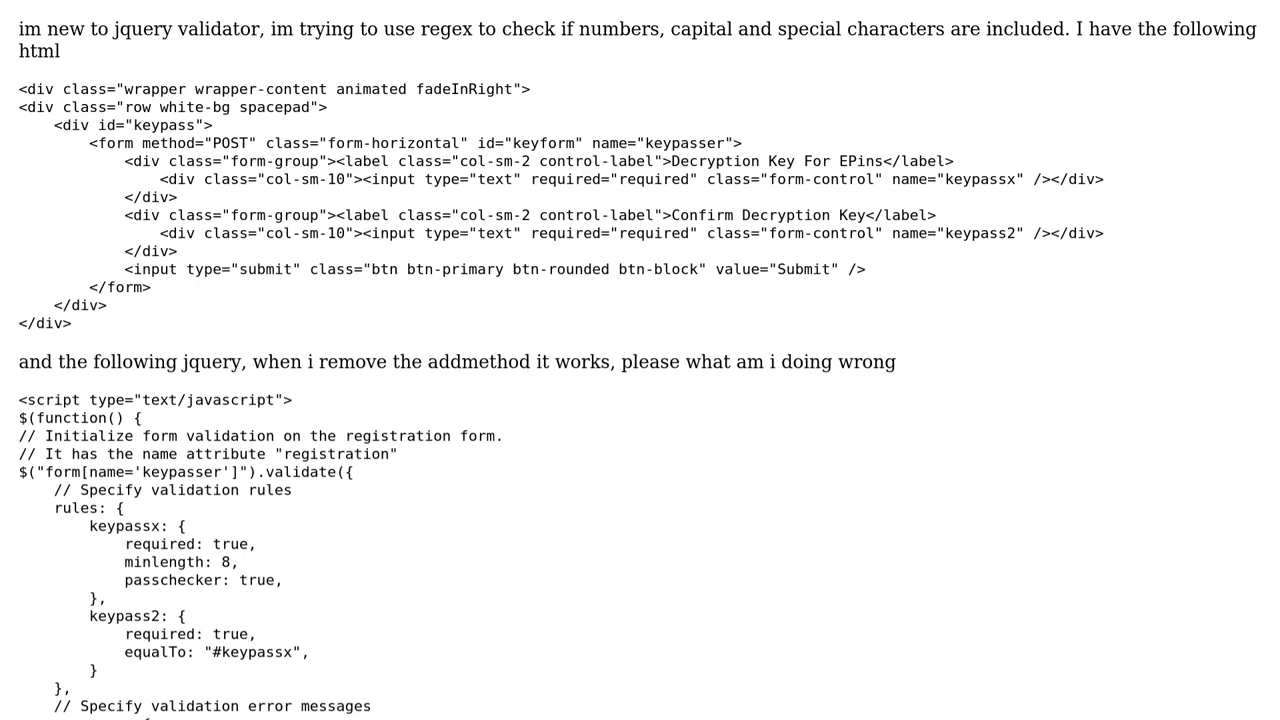 im new to jquery validator, im trying to use regex to check if numbers, capital and special characters are included. I have the following
html
<div class="wrapper wrapper-content animated fadeInRight">
<div class="row white-bg spacepad">
    <div id="keypass">
        <form method="POST" class="form-horizontal" id="keyform" name="keypasser">
            <div class="form-group"><label class="col-sm-2 control-label">Decryption Key For EPins</label>
                <div class="col-sm-10"><input type="text" required="required" class="form-control" name="keypassx" /></div>
            </div>
            <div class="form-group"><label class="col-sm-2 control-label">Confirm Decryption Key</label>
                <div class="col-sm-10"><input type="text" required="required" class="form-control" name="keypass2" /></div>
            </div>
            <input type="submit" class="btn btn-primary btn-rounded btn-block" value="Submit" />
        </form>
    </div>
</div>
and the following jquery, when i remove the addmethod it works, please what am i doing wrong
<script type="text/javascript">
$(function() {
// Initialize form validation on the registration form.
// It has the name attribute "registration"
$("form[name='keypasser']").validate({
    // Specify validation rules
    rules: {
        keypassx: {
            required: true,
            minlength: 8,
            passchecker: true,
        },
        keypass2: {
            required: true,
            equalTo: "#keypassx",
        }
    },
    // Specify validation error messages